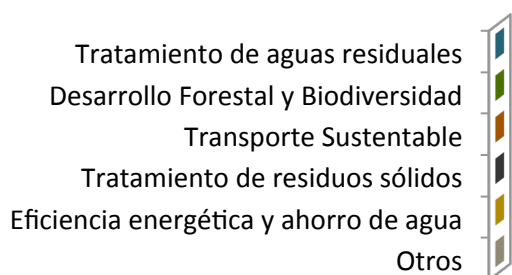 Tratamiento de aguas residuales
Desarrollo Forestal y Biodiversidad
Transporte Sustentable
Tratamiento de residuos sólidos
Eficiencia energética y ahorro de agua
Otros